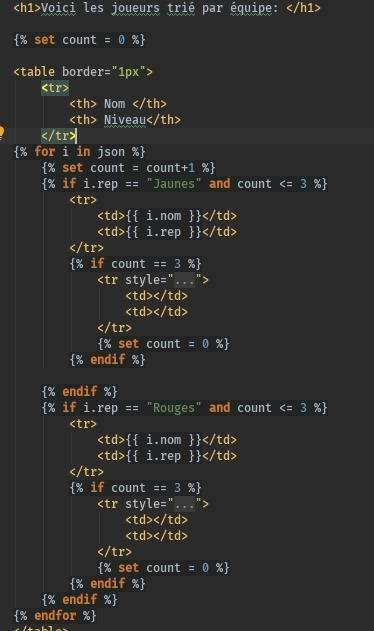 <h1>Voici les joueurs trié par équipe: </h1>
{% set count = 0 %}
<table border="1px">
<tr>
<th> Nom </th>
<th> Niveau</th>
</tr>
{% for i in json %}
{% set count = count+1 %}
{% if i.rep == "Jaunes" and count <= 3 %}
<tr>
<td>{{ i.nom }}</td>
<td>{{ i.rep }}</td>
</tr>
{% if count == 3 %}
<tr style="...">
<td></td>
<td></td>
</tr>
{% set count = 0 %}
{% endif %}
{% endif %}
{% if i.rep == "Rouges" and count <= 3 %}
<tr>
<td>{{ i.nom }}</td>
<td>{{ i.rep }}</td>
</tr>
{% if count == 3 %}
<tr style="...">
<td></td>
<td></td>
</tr>
{% set count = 0 %}
{% endif %}
{% endif %}
{% endfor %}
</table>